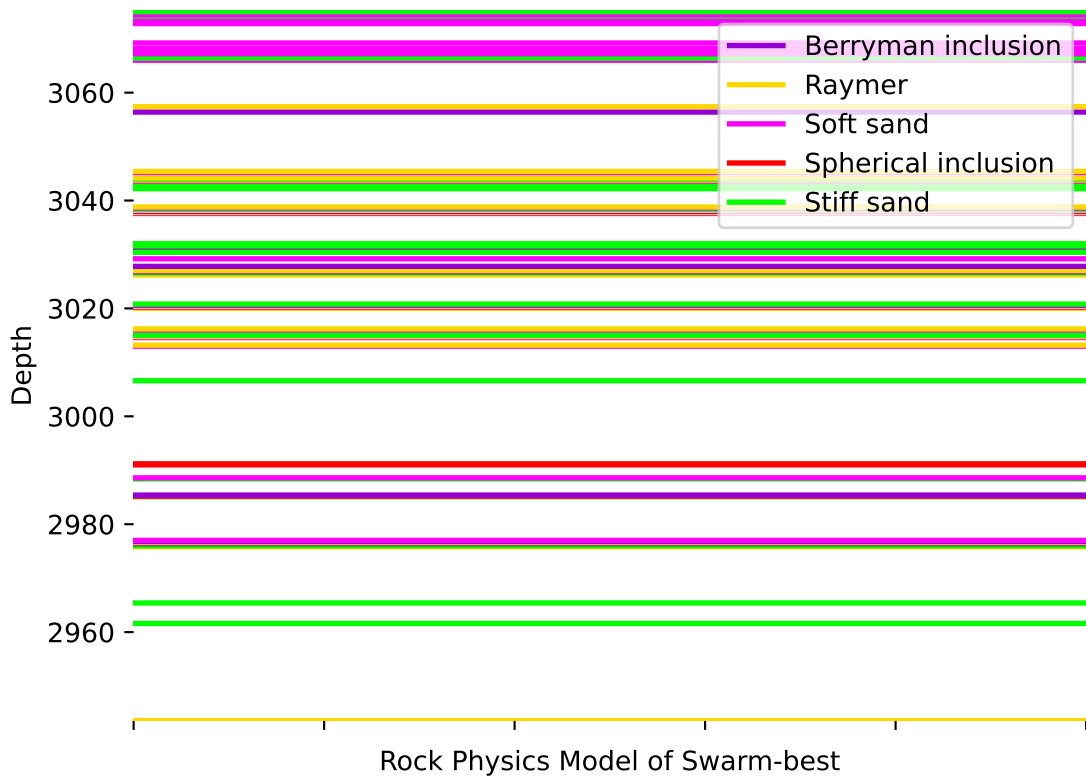 Berryman inclusion
Raymer
Soft sand
Spherical inclusion
Stiff sand
3060
3040
3020
3000
2980
2960
Depth
Rock Physics Model of Swarm-best